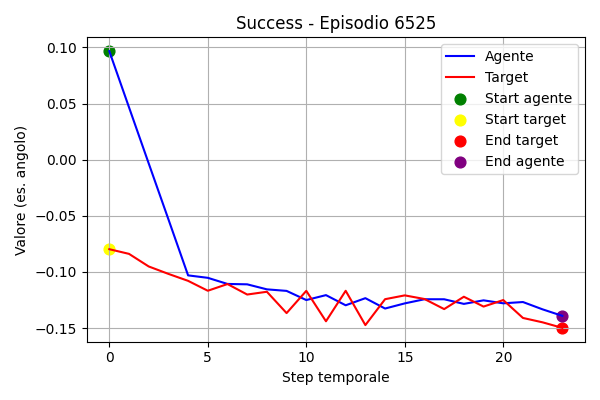 Success - Episodio 6525
Valore (es. angolo)
0.10
0.05
0.00
−0.05
−0.10
−0.15
Agente
Target
Start agente
Start target
End target
End agente
0
5
10
15
20
Step temporale